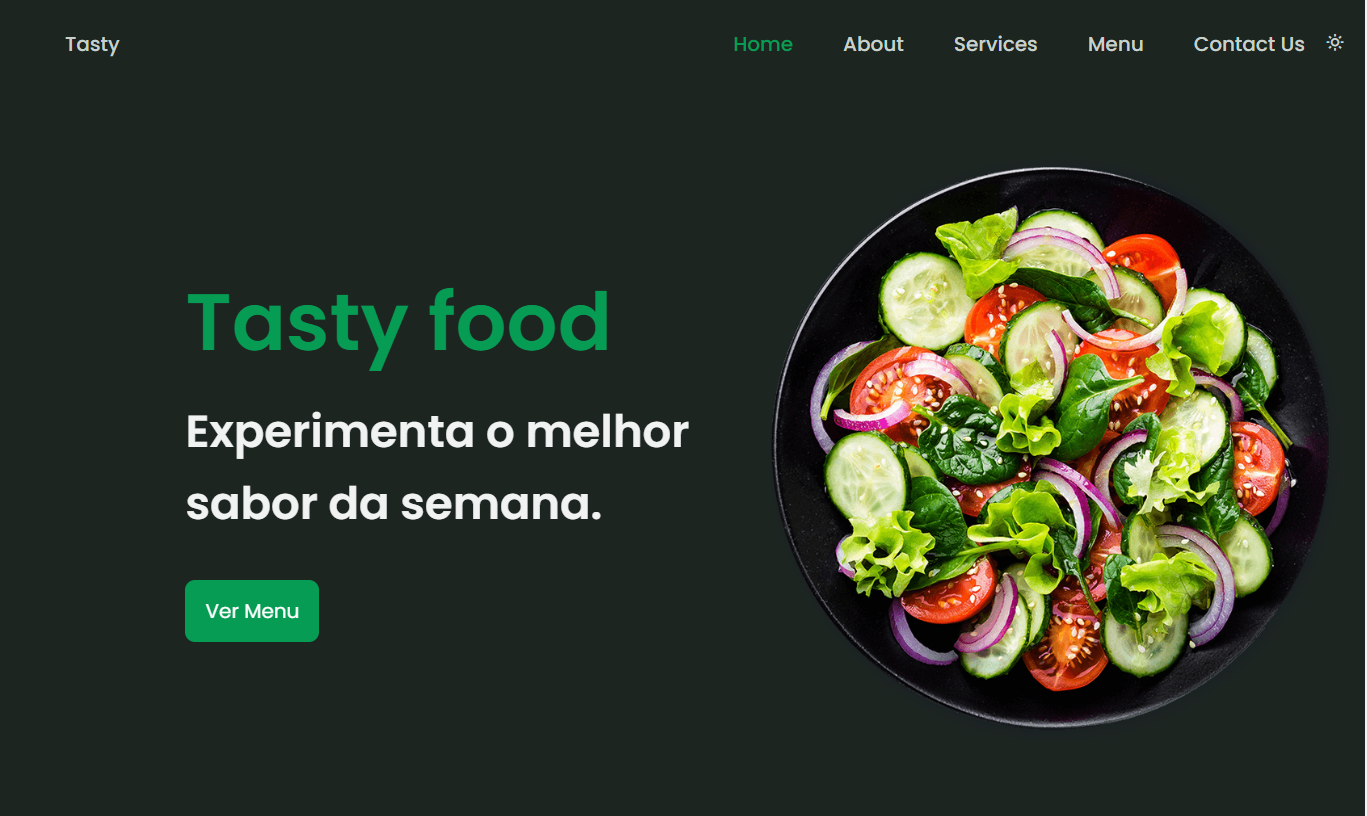 Tasty
Home About Services Menu Contact Us
Tasty food
Experimenta o melhor
sabor da semana.
Ver Menu